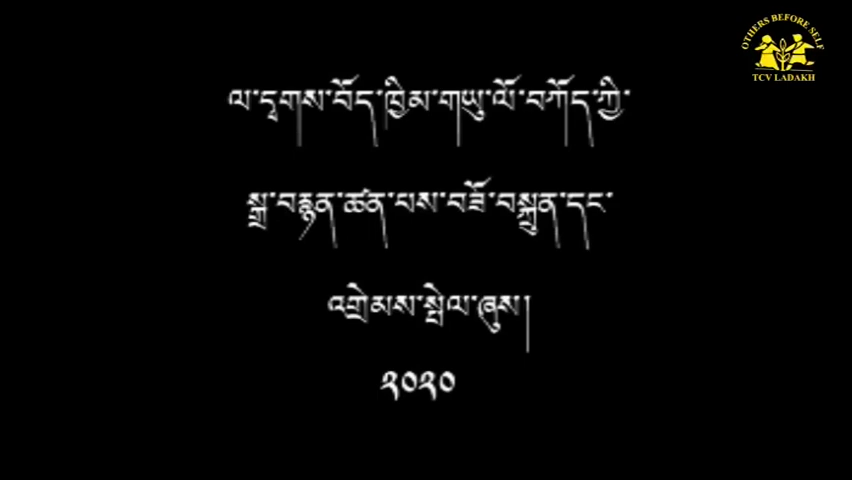 OTHERS BEFORE SELF
TCV LADAKH
ལ་དྭགས་བོད་ཁྱིམ་གཡུ་ལོ་བཀོད་ཀྱི་
སྒྲ་བརྙན་ཚན་པས་བཟོ་བསྐྲུན་དང་
འགྲེམས་སྤེལ་ཞུས།
༢༠༢༠